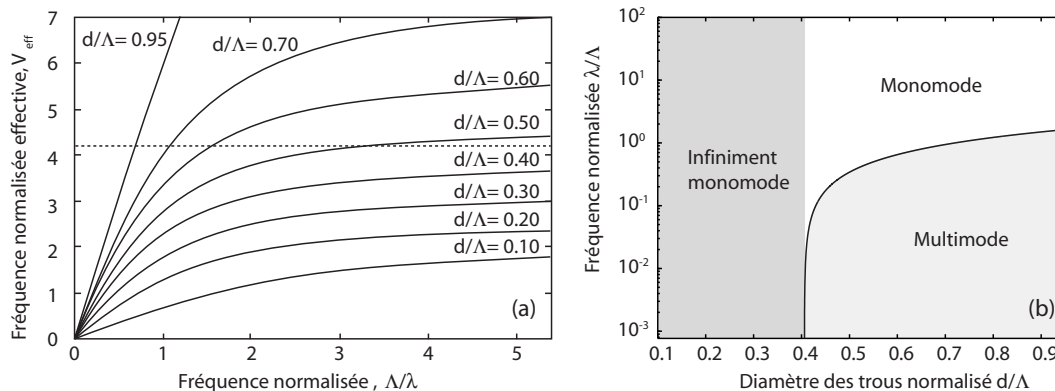 7
6
5
4
3
2
1
0
Fréquence normalisée effective, V eff
d/Λ= 0.95
d/Λ= 0.70
d/Λ= 0.60
d/Λ= 0.50
d/Λ= 0.40
d/Λ= 0.30
d/Λ= 0.20
d/Λ= 0.10
(a)
0 1 2 3 4 5
Fréquence normalisée , Λ/λ
Fréquence normalisée λ/Λ
10²
10¹
10⁰
10⁻¹
10⁻²
10⁻³
Monomode
Infiniment
monomode
Multimode
(b)
0.1 0.2 0.3 0.4 0.5 0.6 0.7 0.8 0.9
Diamètre des trous normalisé d/Λ